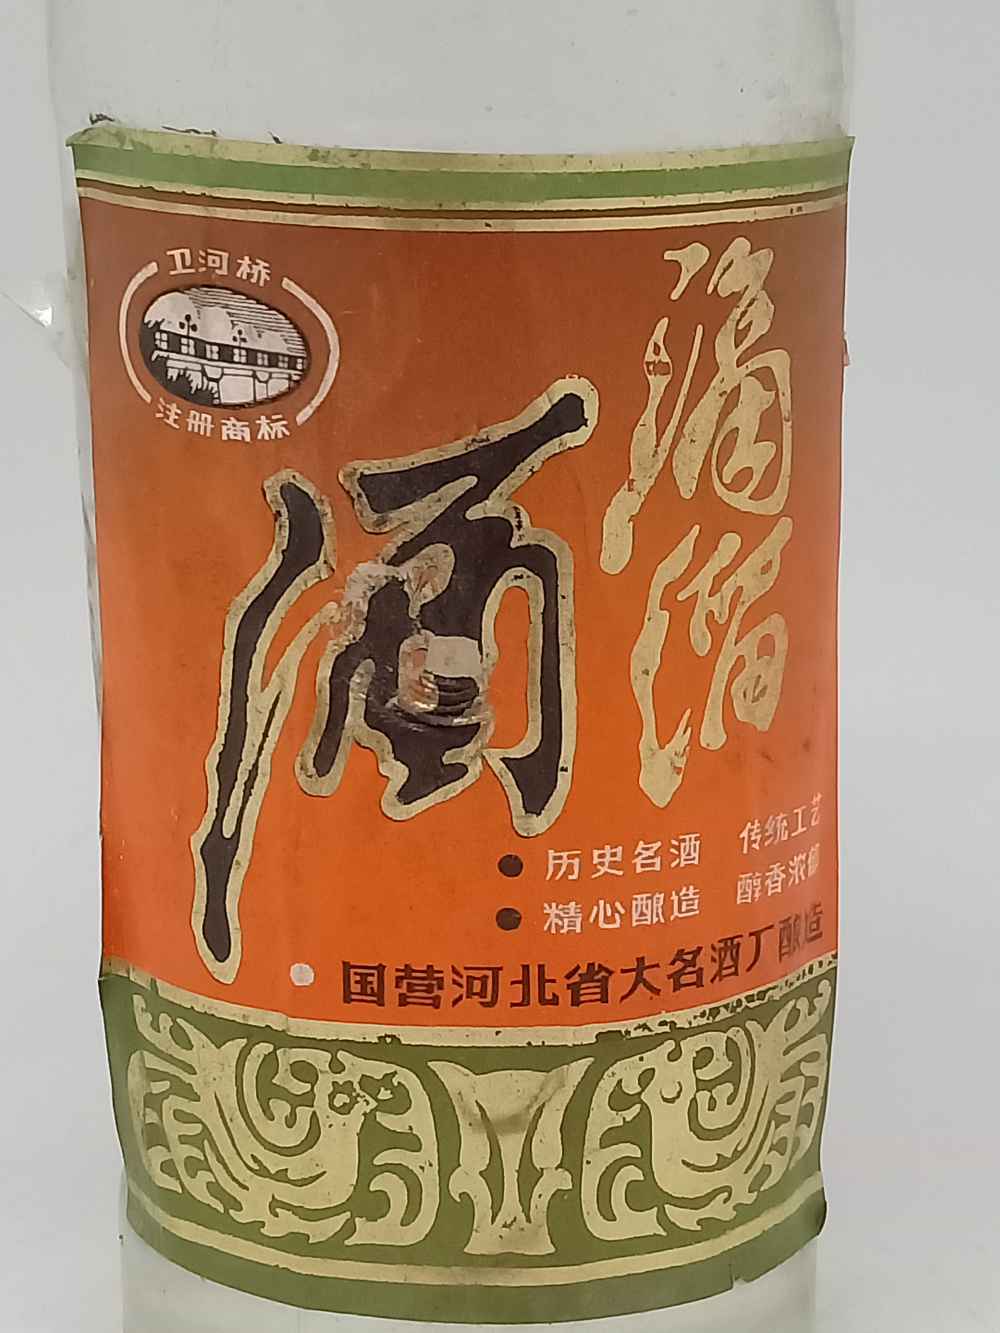 卫河桥
注册商标
滴溜
酒
历史名酒 传统工艺
精心酿造 醇香浓郁
国营河北省大名酒厂酿造